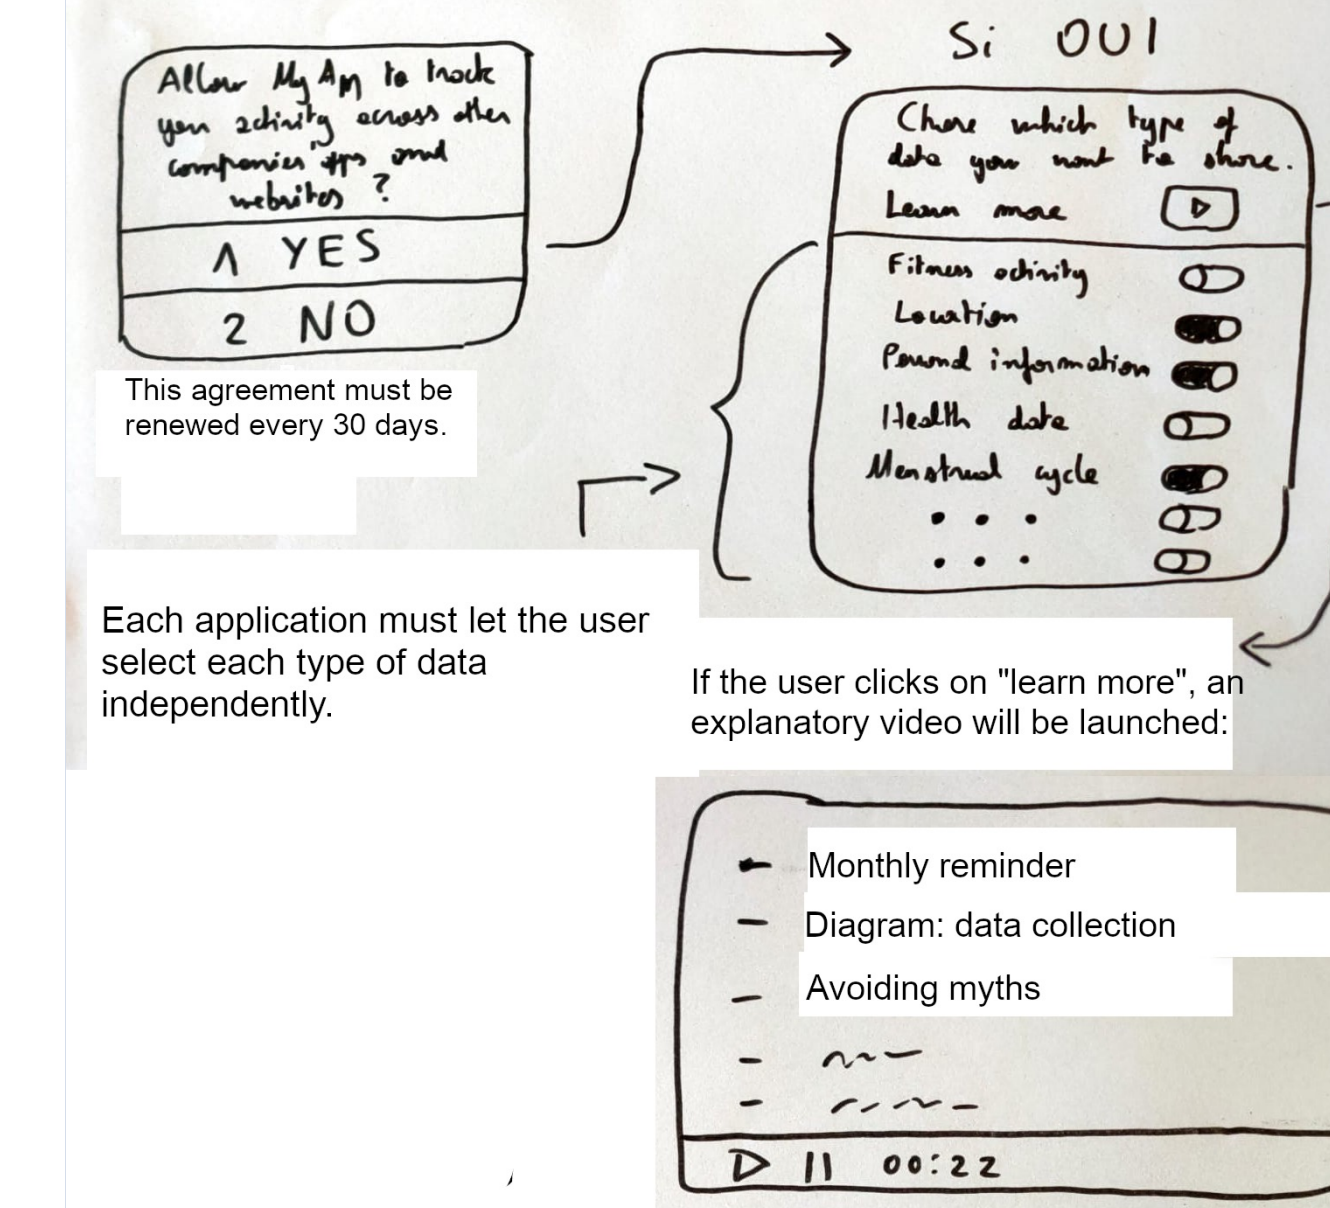 Allow My App to track
your activity across other
companies' apps and
websites ?
1 YES
2 NO
This agreement must be
renewed every 30 days.
Si OUI
Choose which type of
data you want to share.
Learn more
Fitness activity
Location
Personal information
Health data
Menstrual cycle
. . .
. . .
Each application must let the user
select each type of data
independently.
If the user clicks on "learn more", an
explanatory video will be launched:
- Monthly reminder
- Diagram: data collection
- Avoiding myths
-
-
00:22